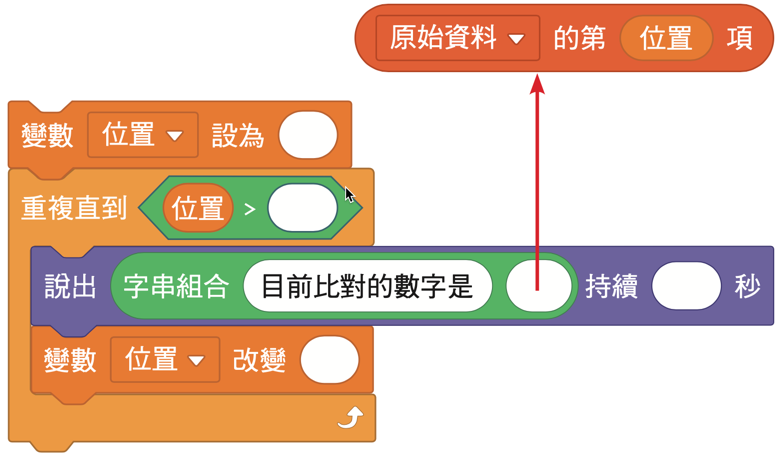 原始資料 的第 位置 項
變數 位置 設為
重複直到 位置 >
說出 字串組合 目前比對的數字是 持續 秒
變數 位置 改變